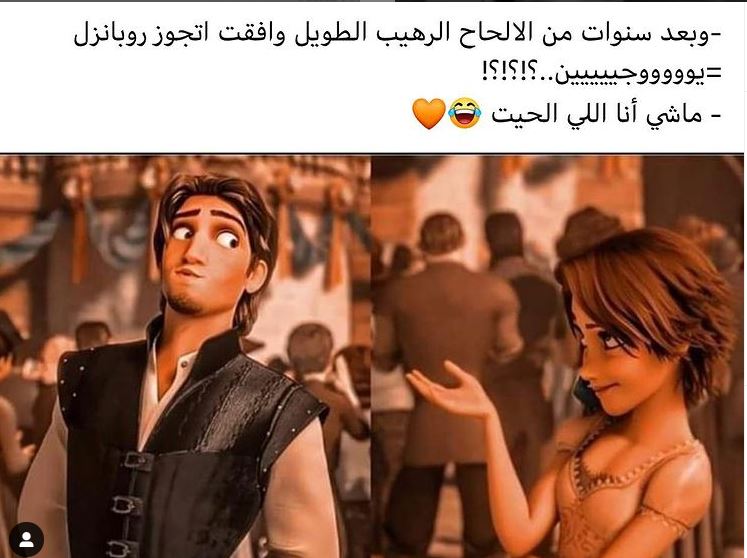 -وبعد سنوات من الالحاح الرهيب الطويل وافقت اتجوز روبانزل
=يوووووجيييييين..؟!؟!؟!
- ماشي أنا اللي الحيت 😂🧡